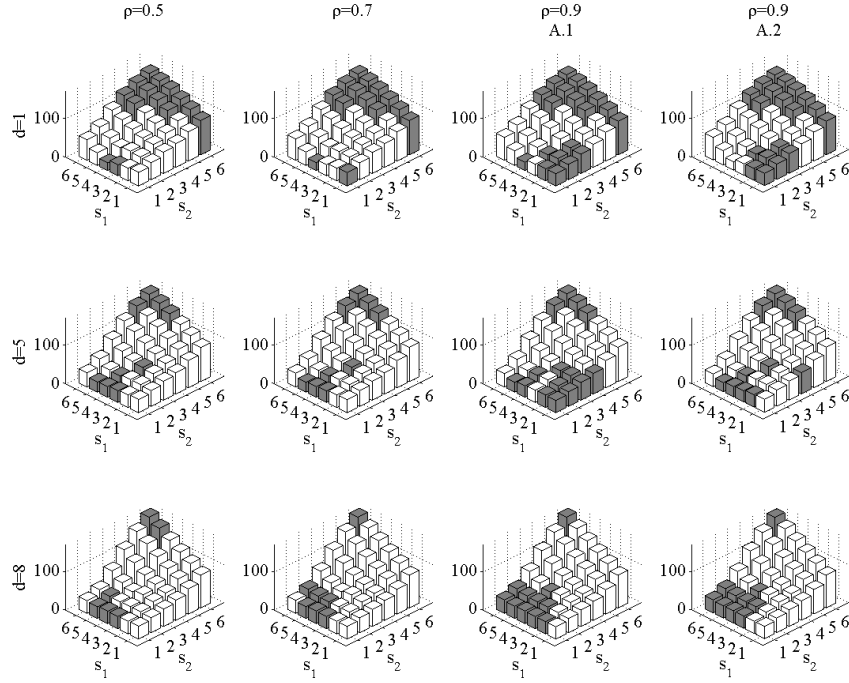 ρ=0.5 ρ=0.7 ρ=0.9 ρ=0.9
A.1 A.2
d=1
100 100 100 100
0 0 0 0
6 5 4 3 2 1 1 2 3 4 5 6 6 5 4 3 2 1 1 2 3 4 5 6 6 5 4 3 2 1 1 2 3 4 5 6 6 5 4 3 2 1 1 2 3 4 5 6
s1 s2 s1 s2 s1 s2 s1 s2
d=5
100 100 100 100
0 0 0 0
6 5 4 3 2 1 1 2 3 4 5 6 6 5 4 3 2 1 1 2 3 4 5 6 6 5 4 3 2 1 1 2 3 4 5 6 6 5 4 3 2 1 1 2 3 4 5 6
s1 s2 s1 s2 s1 s2 s1 s2
d=8
100 100 100 100
0 0 0 0
6 5 4 3 2 1 1 2 3 4 5 6 6 5 4 3 2 1 1 2 3 4 5 6 6 5 4 3 2 1 1 2 3 4 5 6 6 5 4 3 2 1 1 2 3 4 5 6
s1 s2 s1 s2 s1 s2 s1 s2